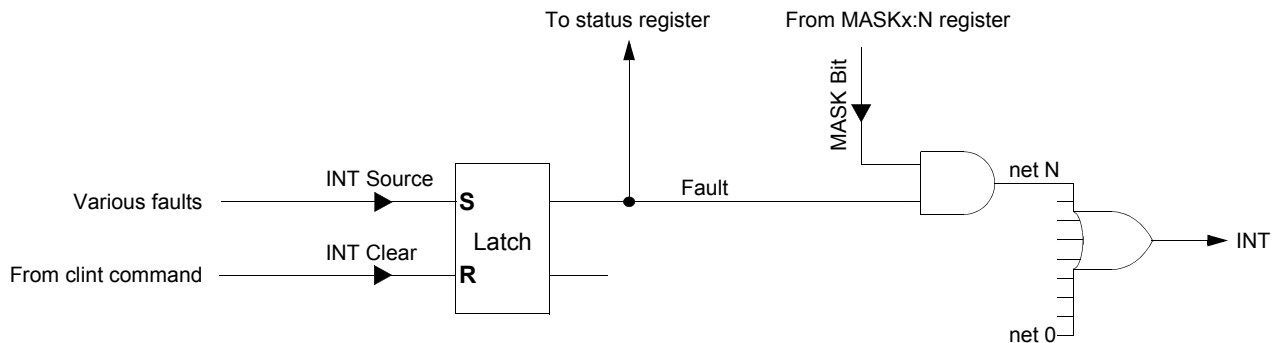 To status register
From MASKx:N register
MASK Bit
INT Source
Various faults
S
Fault
net N
Latch
INT
INT Clear
From clint command
R
net 0